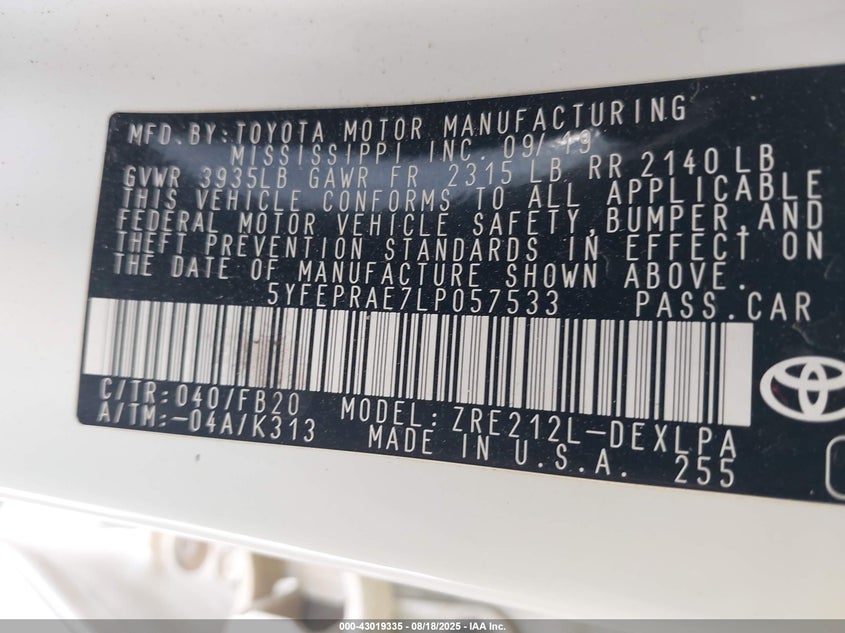 MFD.BY:TOYOTA MOTOR MANUFACTURING
MISSISSIPPI INC. 09/19
GVWR 3935LB GAWR FR 2315LB RR 2140LB
THIS VEHICLE CONFORMS TO ALL APPLICABLE
FEDERAL MOTOR VEHICLE SAFETY,BUMPER,AND
THEFT PREVENTION STANDARDS IN EFFECT ON
THE DATE OF MANUFACTURE SHOWN ABOVE.
5YFEPRAE7LP057533 PASS.CAR
C/TR:040/FB20 MODEL:ZRE212L-DEXLPA
A/TM:-04A/K313 MADE IN U.S.A. 255
000-43019335 - 08/18/2025 - IAA Inc.